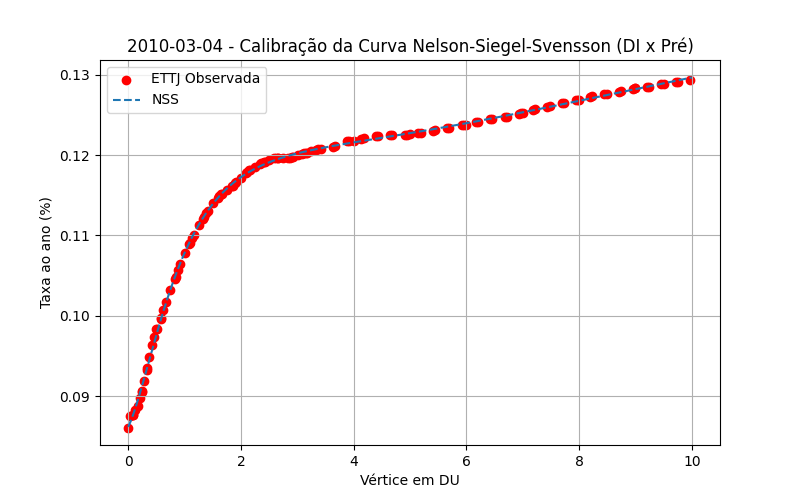 2010-03-04 - Calibração da Curva Nelson-Siegel-Svensson (DI x Pré)
ETTJ Observada
NSS
Taxa ao ano (%)
0.13
0.12
0.11
0.10
0.09
0 2 4 6 8 10
Vértice em DU